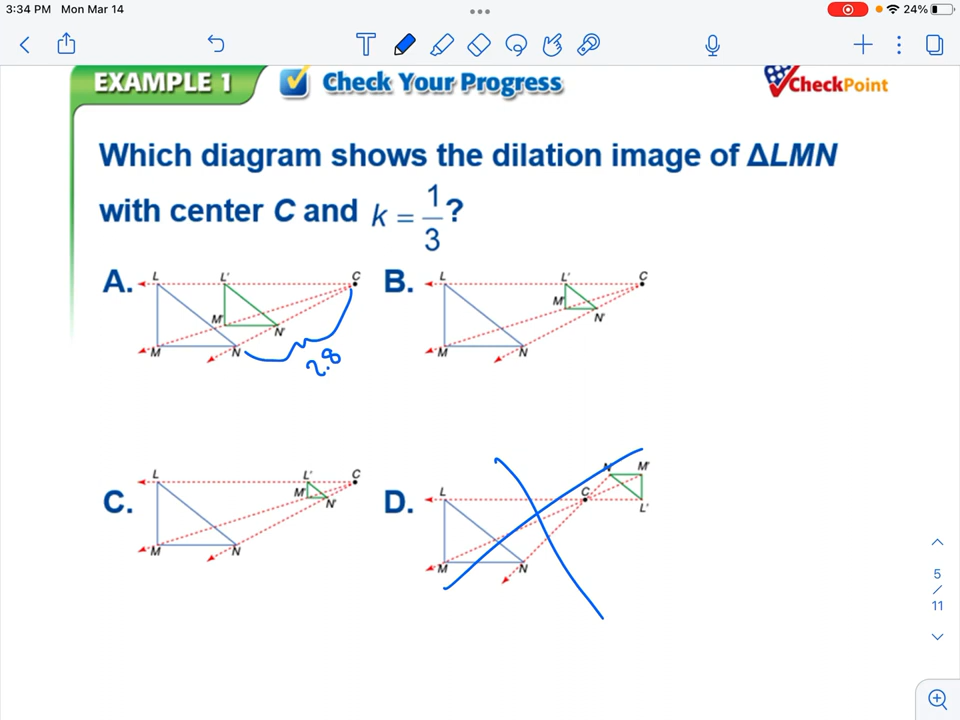 3:34 PM Mon Mar 14
24%
EXAMPLE 1 Check Your Progress
CheckPoint
Which diagram shows the dilation image of ΔLMN
with center C and k = 1/3?
A. L L' C M' N' M N
2.8
B. L L' C M' N' M N
C. L L' C M' N' M N
D. L C N' M' L' M N
5
/
11